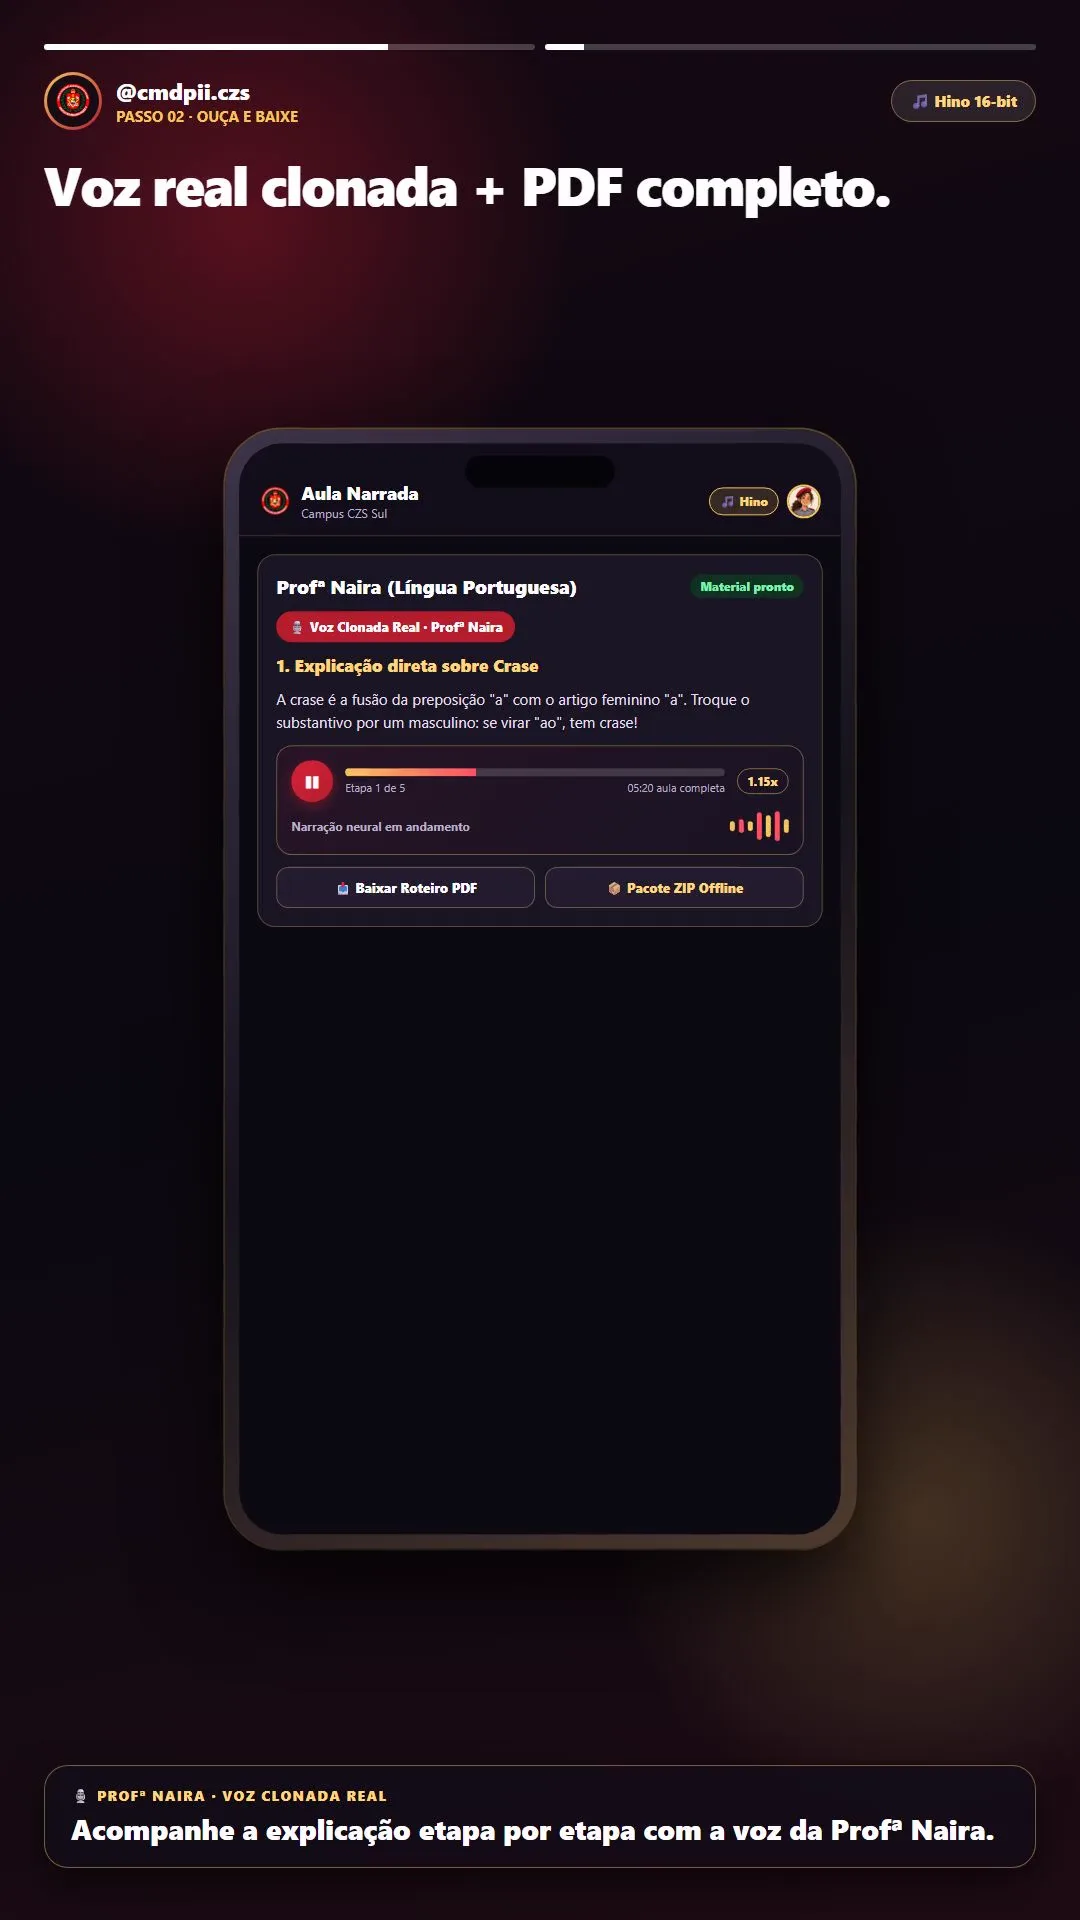 @cmdpii.czs
PASSO 02 · OUÇA E BAIXE
🎵 Hino 16-bit
Voz real clonada + PDF completo.
Aula Narrada
Campus CZS Sul
🎵 Hino
Profª Naira (Língua Portuguesa)
Material pronto
🎙️ Voz Clonada Real · Profª Naira
1. Explicação direta sobre Crase
A crase é a fusão da preposição "a" com o artigo feminino "a". Troque o
substantivo por um masculino: se virar "ao", tem crase!
Etapa 1 de 5
05:20 aula completa
1.15x
Narração neural em andamento
📥 Baixar Roteiro PDF
📦 Pacote ZIP Offline
🎙️ PROFª NAIRA · VOZ CLONADA REAL
Acompanhe a explicação etapa por etapa com a voz da Profª Naira.